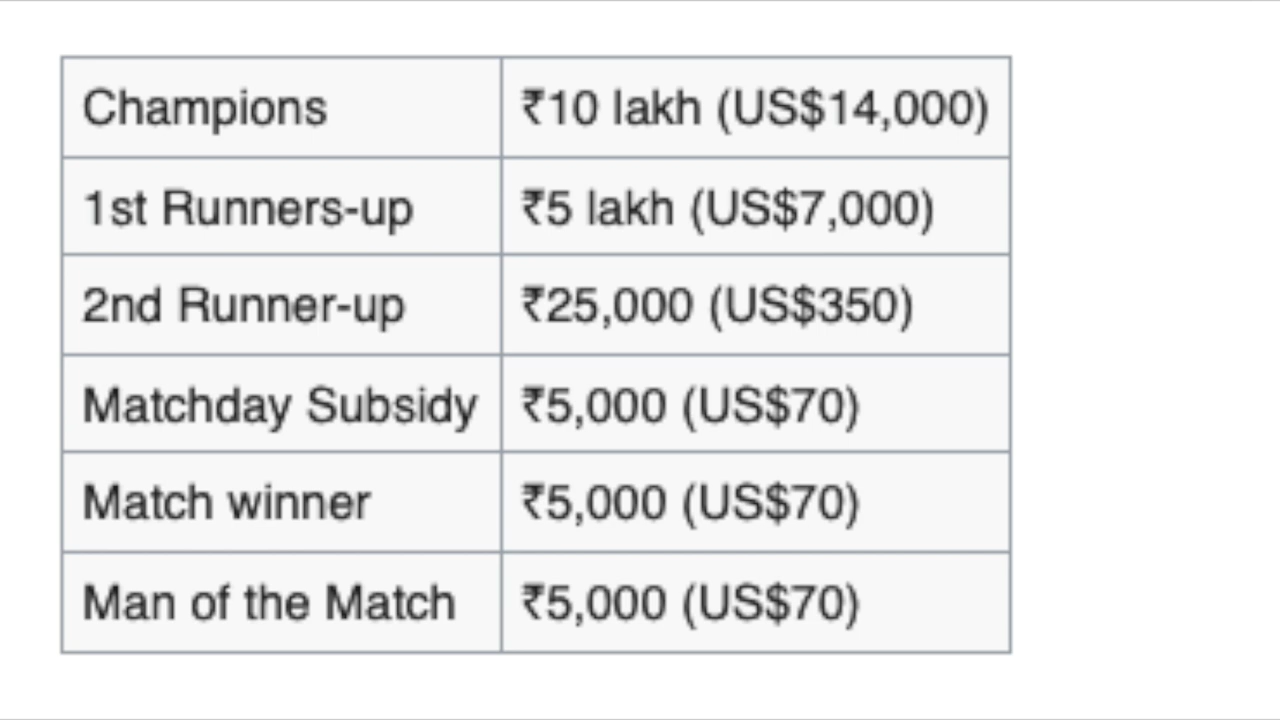 Champions ₹10 lakh (US$14,000)
1st Runners-up ₹5 lakh (US$7,000)
2nd Runner-up ₹25,000 (US$350)
Matchday Subsidy ₹5,000 (US$70)
Match winner ₹5,000 (US$70)
Man of the Match ₹5,000 (US$70)